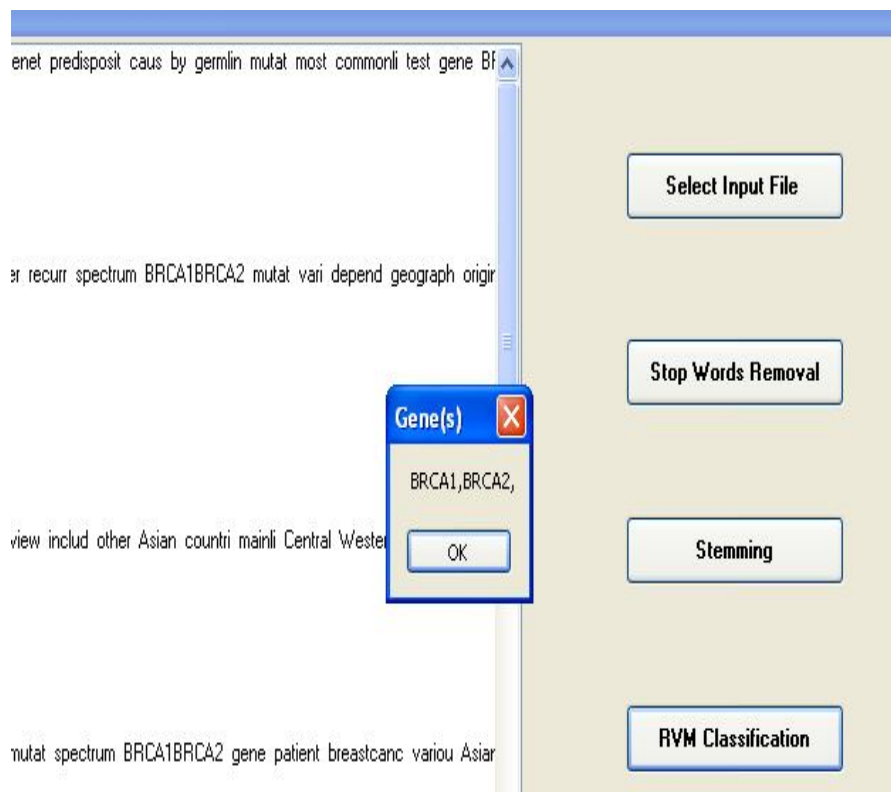 enet predisposit caus by germlin mutat most commonli test gene
er recurr spectrum BRCA1BRCA2 mutat vari depend geograph origir
view includ other Asian countri mainli Central Wester
mutat spectrum BRCA1BRCA2 gene patient breastcanc variou Asiar
Gene(s)
BRCA1,BRCA2,
OK
Select Input File
Stop Words Removal
Stemming
RVM Classification